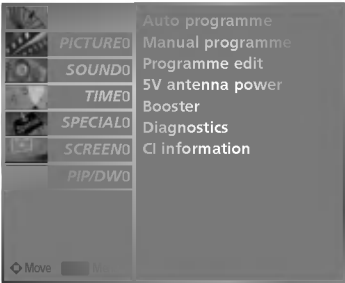 Auto programme
PICTURE
Manual programme
SOUND
Programme edit
TIME
5V antenna power
Booster
SPECIAL
Diagnostics
SCREEN
CI information
PIP/DW
Move